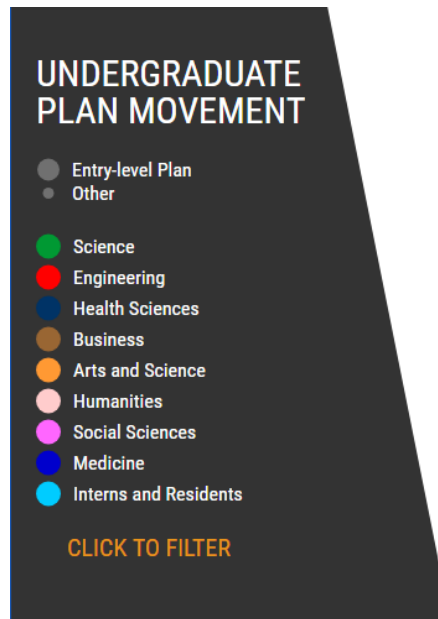 UNDERGRADUATE
PLAN MOVEMENT
Entry-level Plan
Other
Science
Engineering
Health Sciences
Business
Arts and Science
Humanities
Social Sciences
Medicine
Interns and Residents
CLICK TO FILTER